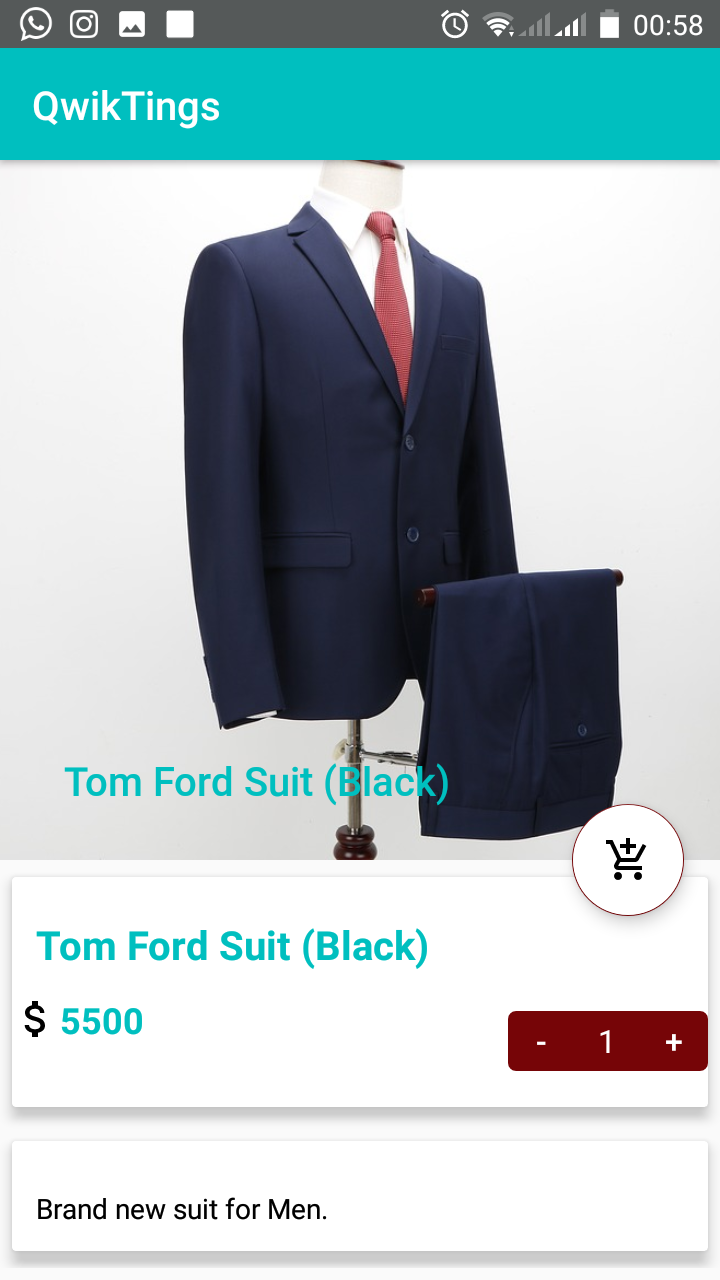 00:58
QwikTings
Tom Ford Suit (Black)
Tom Ford Suit (Black)
$ 5500
- 1 +
Brand new suit for Men.